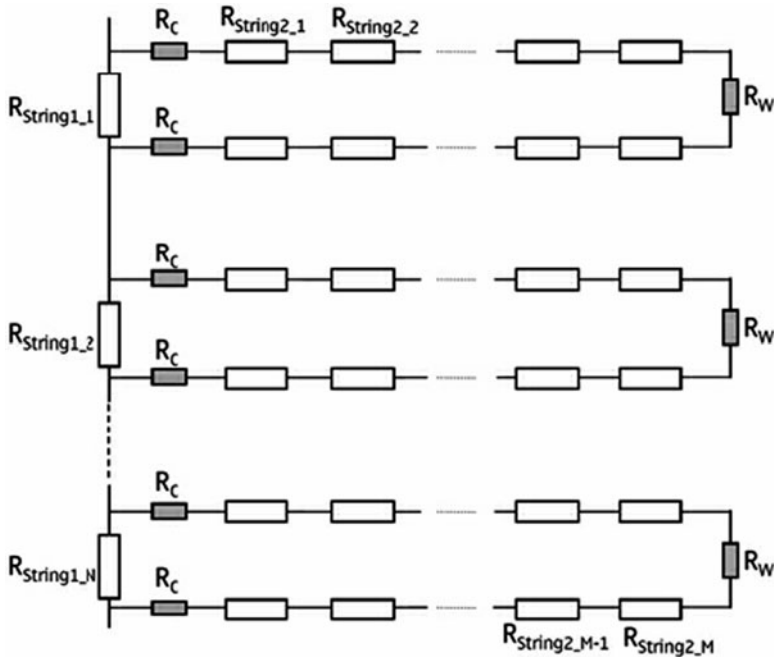 R_C R_String2_1 R_String2_2
R_String1_1 R_W
R_C
R_C
R_String1_2 R_W
R_C
R_C
R_String1_N R_W
R_C
R_String2_M-1 R_String2_M